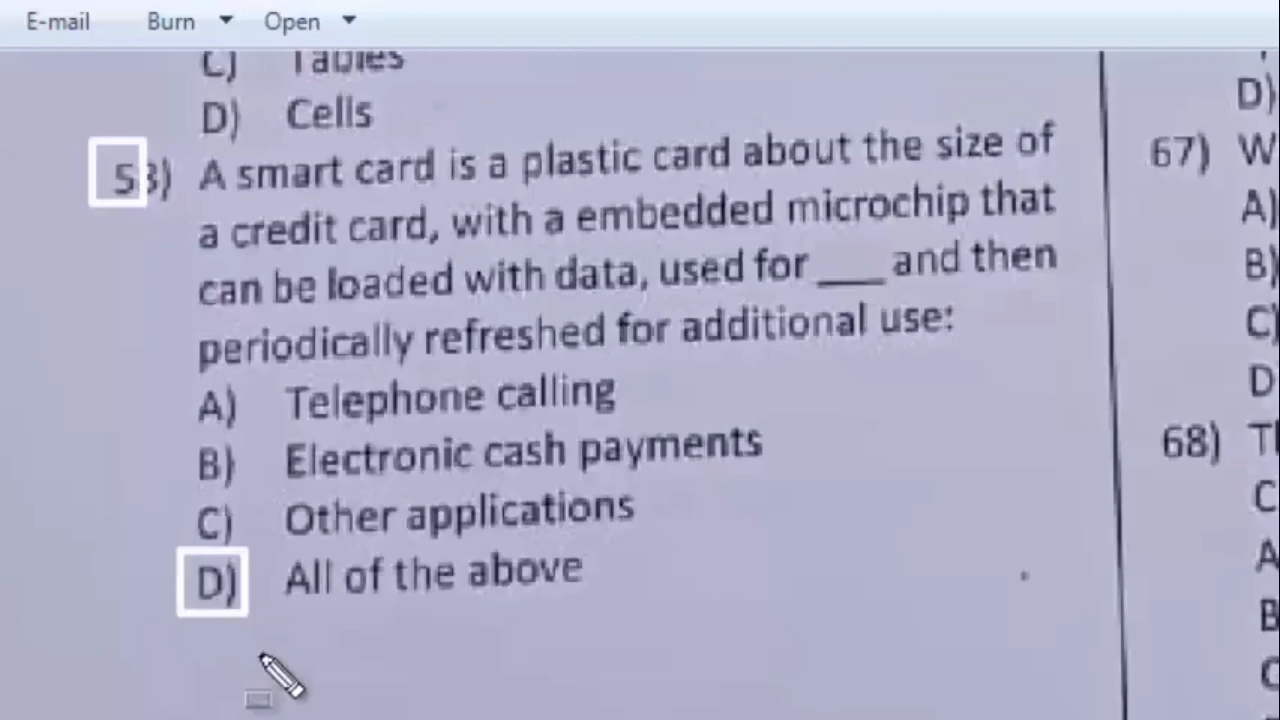 E-mail Burn Open
C) Tables
D) Cells
53) A smart card is a plastic card about the size of
a credit card, with a embedded microchip that
can be loaded with data, used for ___ and then
periodically refreshed for additional use:
A) Telephone calling
B) Electronic cash payments
C) Other applications
D) All of the above
D)
67) W
A)
B)
C)
D
68)
C
A
B
C